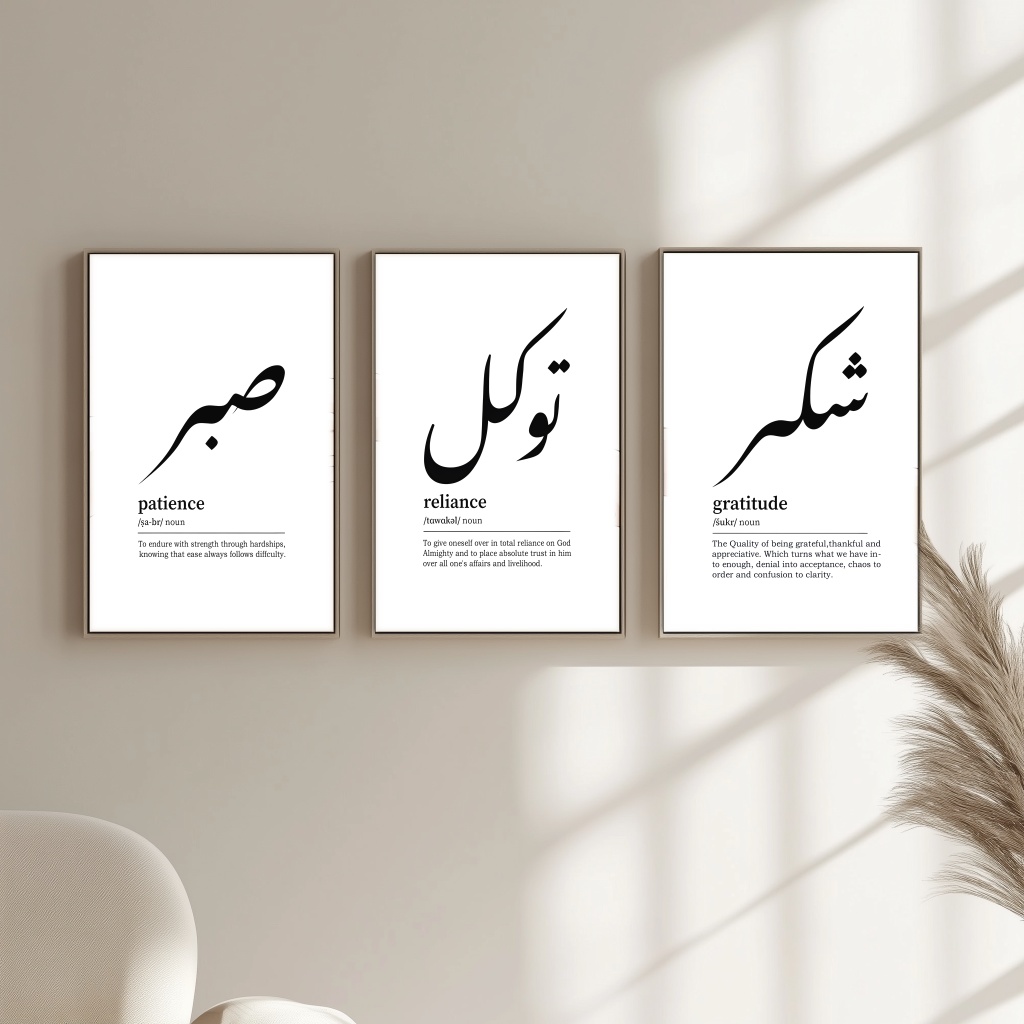 صبر
patience
/ṣa-br/ noun
To endure with strength through hardships,
knowing that ease always follows diffculty.
توكل
reliance
/tɑwɑkəl/ noun
To give oneself over in total reliance on God
Almighty and to place absolute trust in him
over all one's affairs and livelihood.
شكر
gratitude
/šukr/ noun
The Quality of being grateful,thankful and
appreciative. Which turns what we have in-
to enough, denial into acceptance, chaos to
order and confusion to clarity.